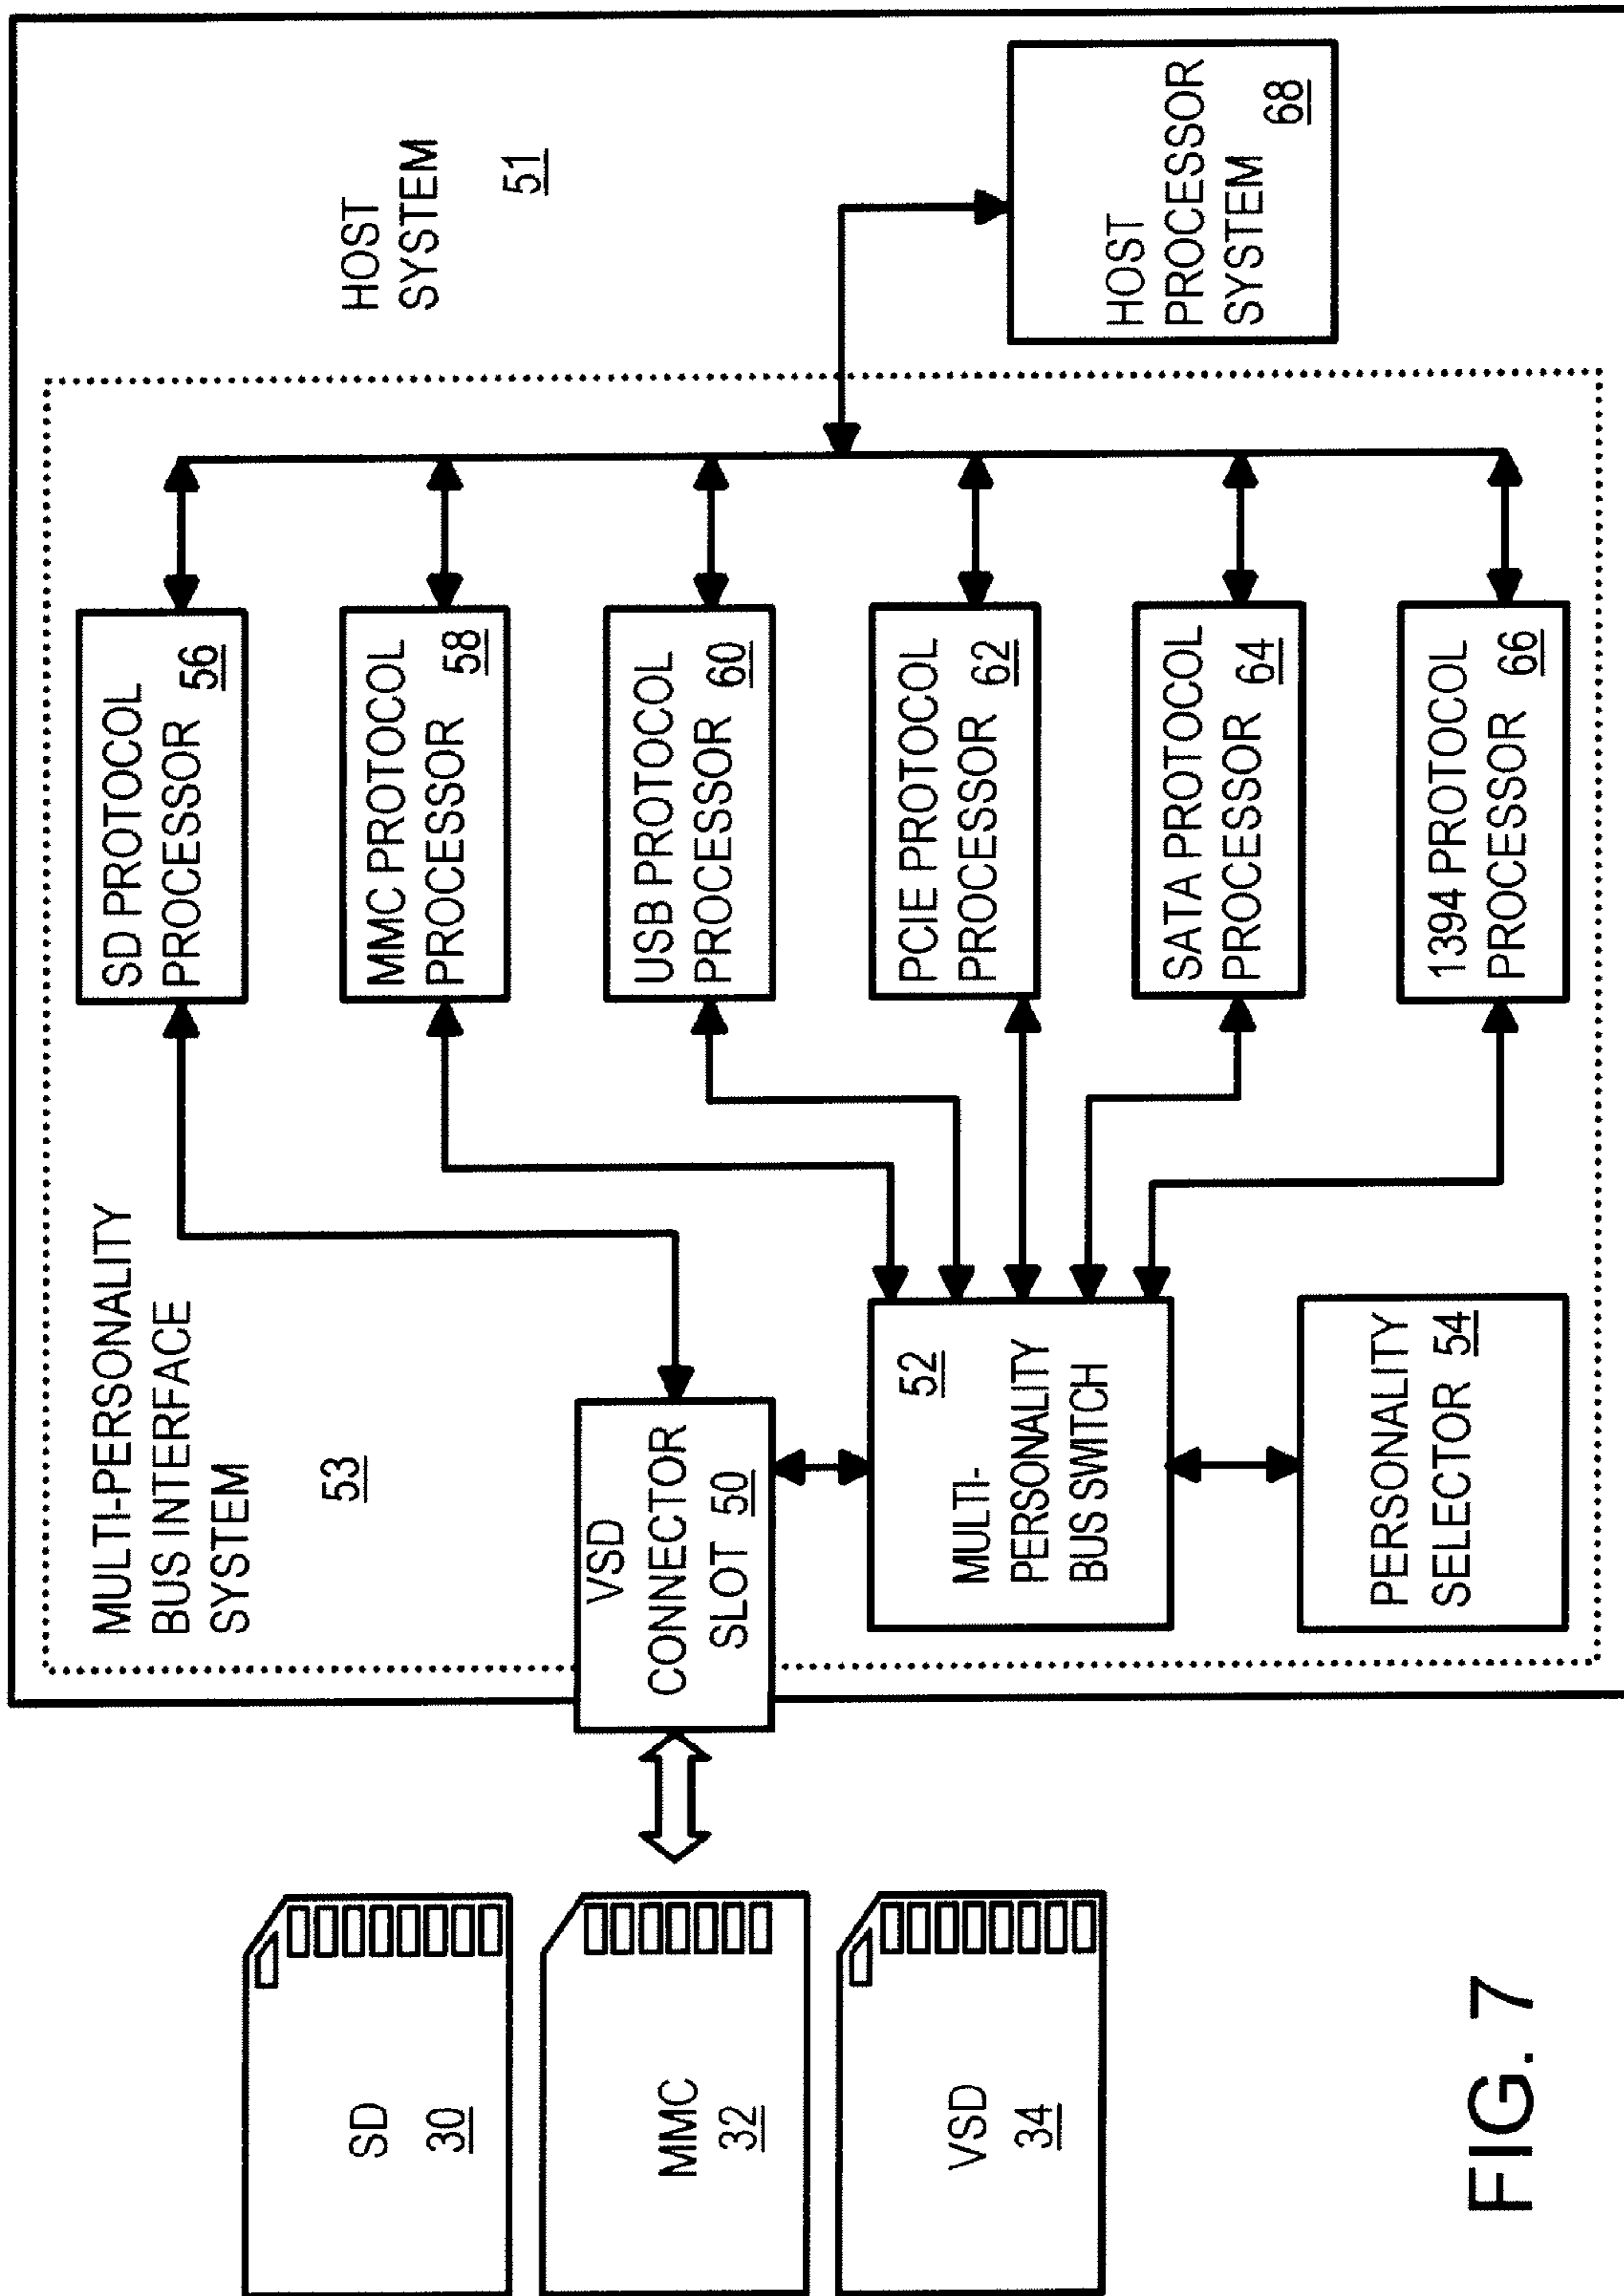 SD
30
MMC
32
VSD
34
MULTI-PERSONALITY
BUS INTERFACE
SYSTEM
53
VSD
CONNECTOR
SLOT 50
52
MULTI-
PERSONALITY
BUS SWITCH
PERSONALITY
SELECTOR 54
SD PROTOCOL
PROCESSOR 56
MMC PROTOCOL
PROCESSOR 58
USB PROTOCOL
PROCESSOR 60
PCIE PROTOCOL
PROCESSOR 62
SATA PROTOCOL
PROCESSOR 64
1394 PROTOCOL
PROCESSOR 66
HOST
SYSTEM
51
HOST
PROCESSOR
SYSTEM 68
FIG. 7